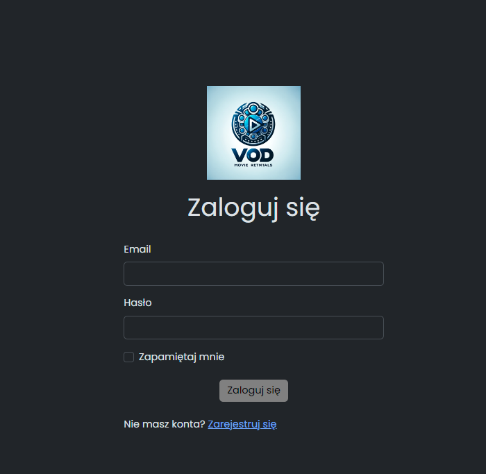 VOD
Zaloguj się
Email
Hasło
Zapamiętaj mnie
Zaloguj się
Nie masz konta? Zarejestruj się